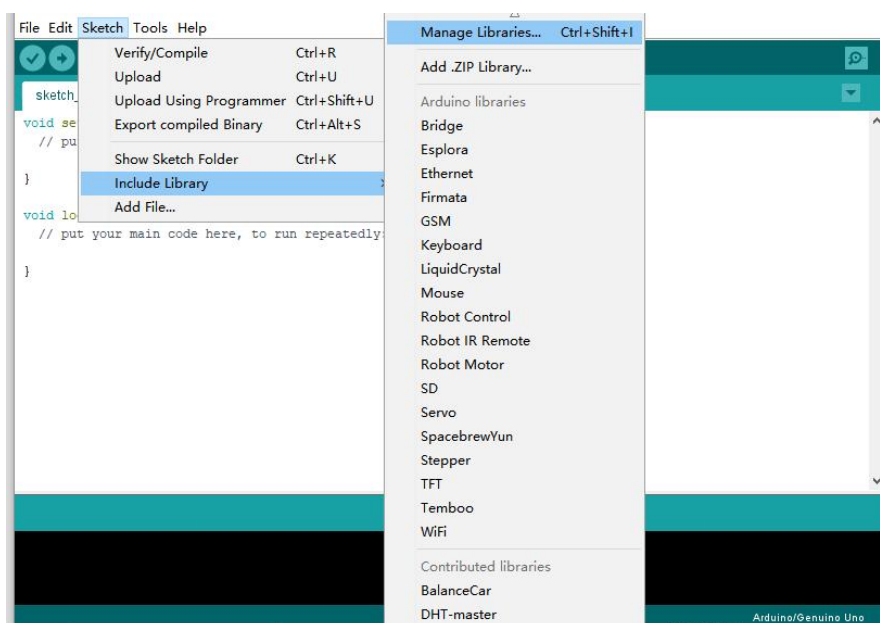 File Edit Sketch Tools Help
Verify/Compile Ctrl+R
Upload Ctrl+U
Upload Using Programmer Ctrl+Shift+U
Export compiled Binary Ctrl+Alt+S
Show Sketch Folder Ctrl+K
Include Library
Add File...
sketch_
void se
// pu
}
void lo
// put your main code here, to run repeatedly:
}
Manage Libraries... Ctrl+Shift+I
Add .ZIP Library...
Arduino libraries
Bridge
Esplora
Ethernet
Firmata
GSM
Keyboard
LiquidCrystal
Mouse
Robot Control
Robot IR Remote
Robot Motor
SD
Servo
SpacebrewYun
Stepper
TFT
Temboo
WiFi
Contributed libraries
BalanceCar
DHT-master
Arduino/Genuino Uno